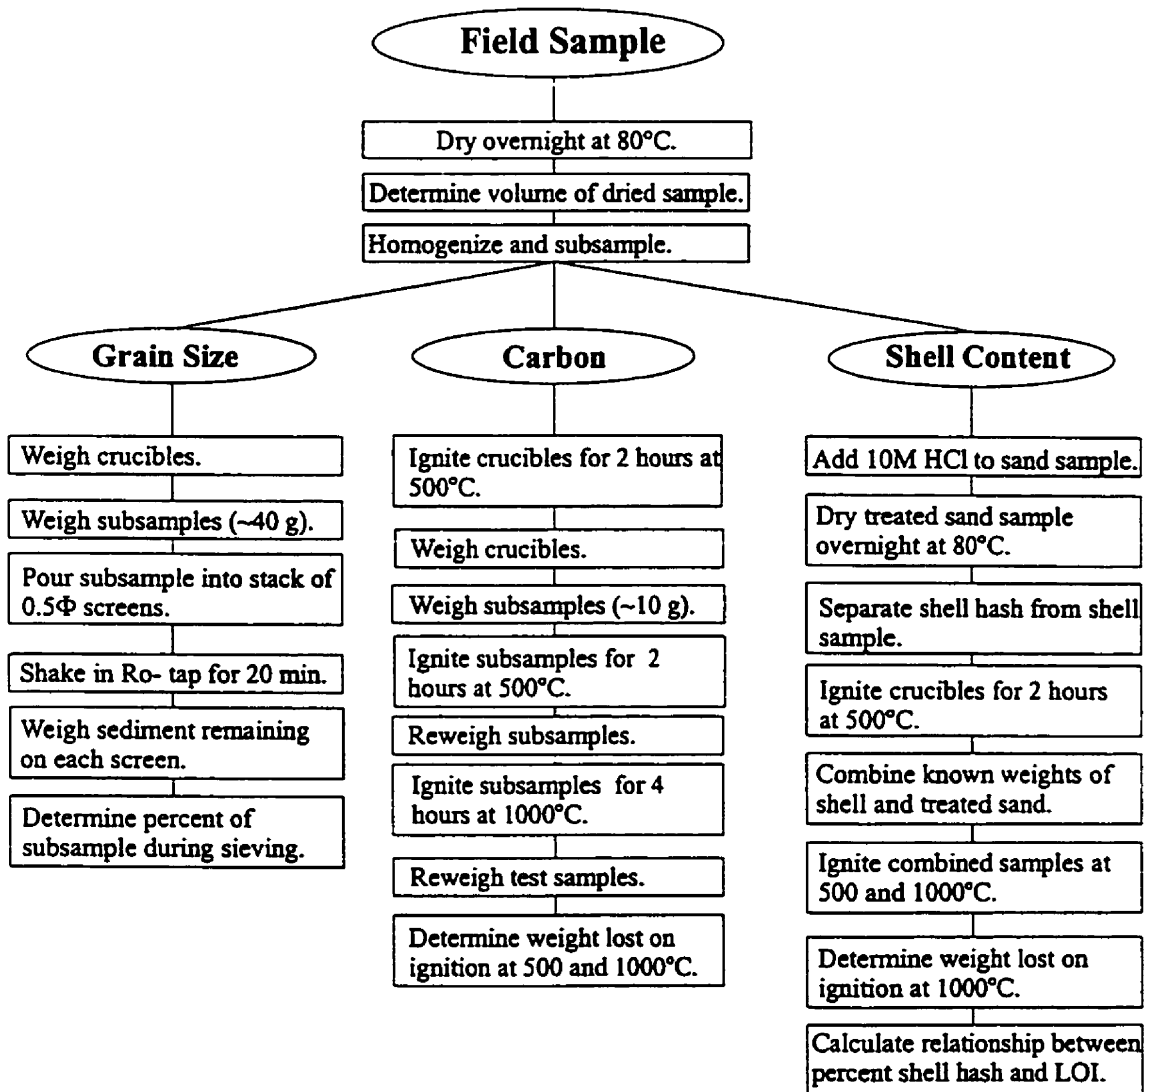 Field Sample
Dry overnight at 80°C.
Determine volume of dried sample.
Homogenize and subsample.
Grain Size
Weigh crucibles.
Weigh subsamples (~40 g).
Pour subsample into stack of
0.5Φ screens.
Shake in Ro- tap for 20 min.
Weigh sediment remaining
on each screen.
Determine percent of
subsample during sieving.
Carbon
Ignite crucibles for 2 hours at
500°C.
Weigh crucibles.
Weigh subsamples (~10 g).
Ignite subsamples for 2
hours at 500°C.
Reweigh subsamples.
Ignite subsamples for 4
hours at 1000°C.
Reweigh test samples.
Determine weight lost on
ignition at 500 and 1000°C.
Shell Content
Add 10M HCl to sand sample.
Dry treated sand sample
overnight at 80°C.
Separate shell hash from shell
sample.
Ignite crucibles for 2 hours
at 500°C.
Combine known weights of
shell and treated sand.
Ignite combined samples at
500 and 1000°C.
Determine weight lost on
ignition at 1000°C.
Calculate relationship between
percent shell hash and LOI.